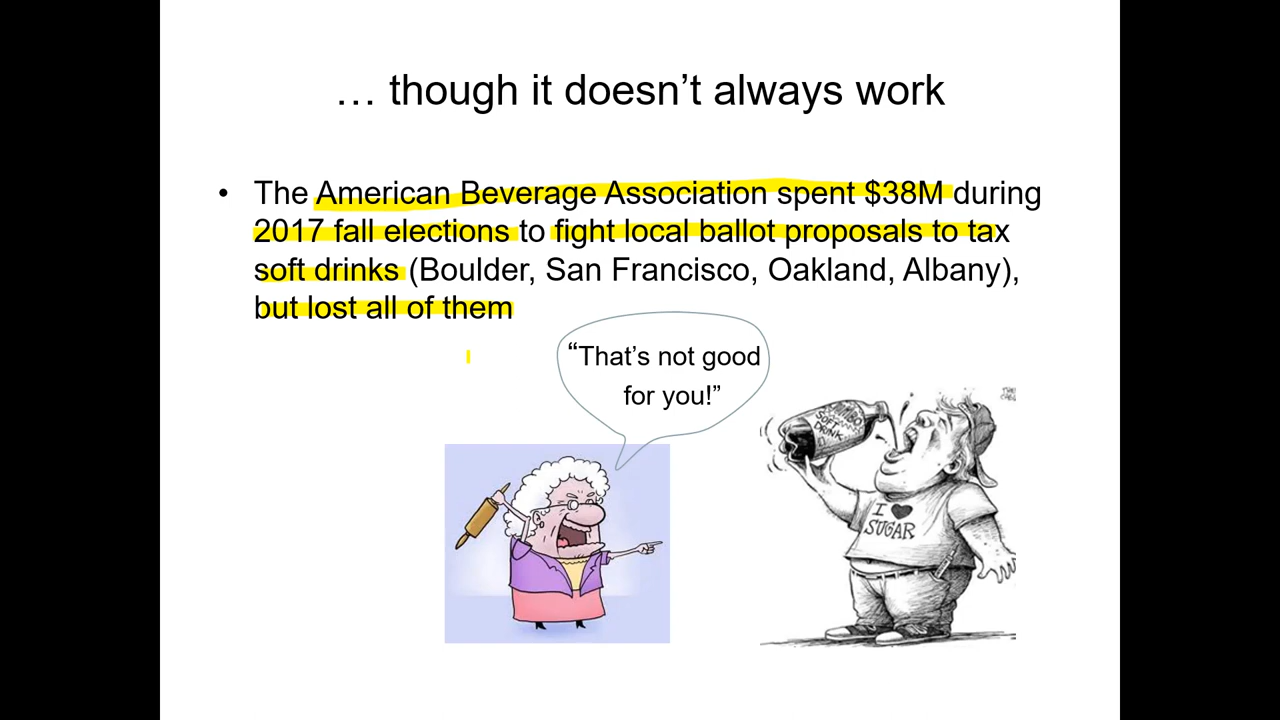 … though it doesn’t always work
• The American Beverage Association spent $38M during
2017 fall elections to fight local ballot proposals to tax
soft drinks (Boulder, San Francisco, Oakland, Albany),
but lost all of them
“That’s not good
for you!”
SOFT
DRINK
I ♥
SUGAR